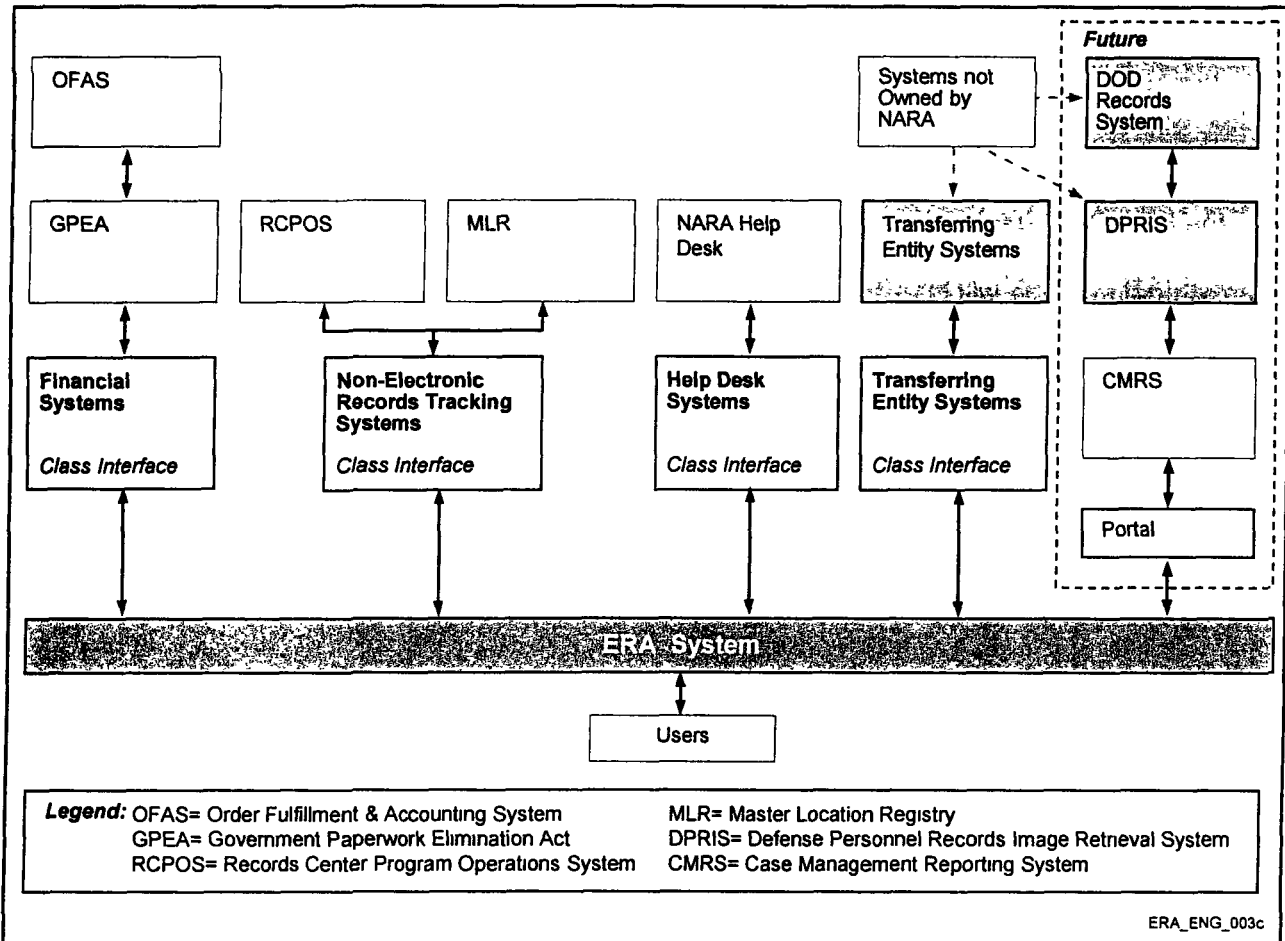 Future
OFAS
Systems not
Owned by
NARA
DOD
Records
System
GPEA
RCPOS
MLR
NARA Help
Desk
Transferring
Entity Systems
DPRIS
Financial
Systems
Class Interface
Non-Electronic
Records Tracking
Systems
Class Interface
Help Desk
Systems
Class Interface
Transferring
Entity Systems
Class Interface
CMRS
Portal
ERA System
Users
Legend: OFAS= Order Fulfillment & Accounting System
GPEA= Government Paperwork Elimination Act
RCPOS= Records Center Program Operations System
MLR= Master Location Registry
DPRIS= Defense Personnel Records Image Retrieval System
CMRS= Case Management Reporting System
ERA_ENG_003c